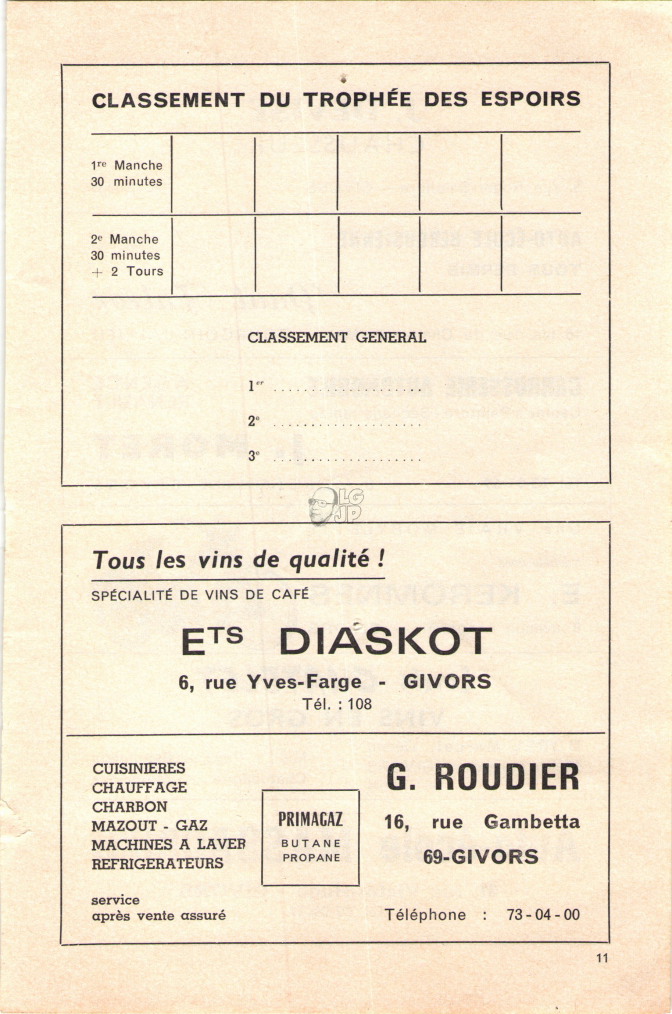 CLASSEMENT DU TROPHÉE DES ESPOIRS
1re Manche
30 minutes
2e Manche
30 minutes
+ 2 Tours
CLASSEMENT GENERAL
1er ......................
2e ......................
3e ......................
LG
JP
Tous les vins de qualité !
SPÉCIALITÉ DE VINS DE CAFÉ
ETS DIASKOT
6, rue Yves-Farge - GIVORS
Tél. : 108
CUISINIERES
CHAUFFAGE
CHARBON
MAZOUT - GAZ
MACHINES A LAVER
REFRIGERATEURS
service
après vente assuré
PRIMAGAZ
BUTANE
PROPANE
G. ROUDIER
16, rue Gambetta
69-GIVORS
Téléphone : 73-04-00
11